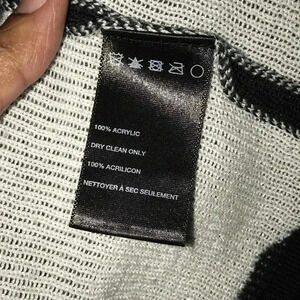 100% ACRYLIC
DRY CLEAN ONLY
100% ACRILICON
NETTOYER À SEC SEULEMENT